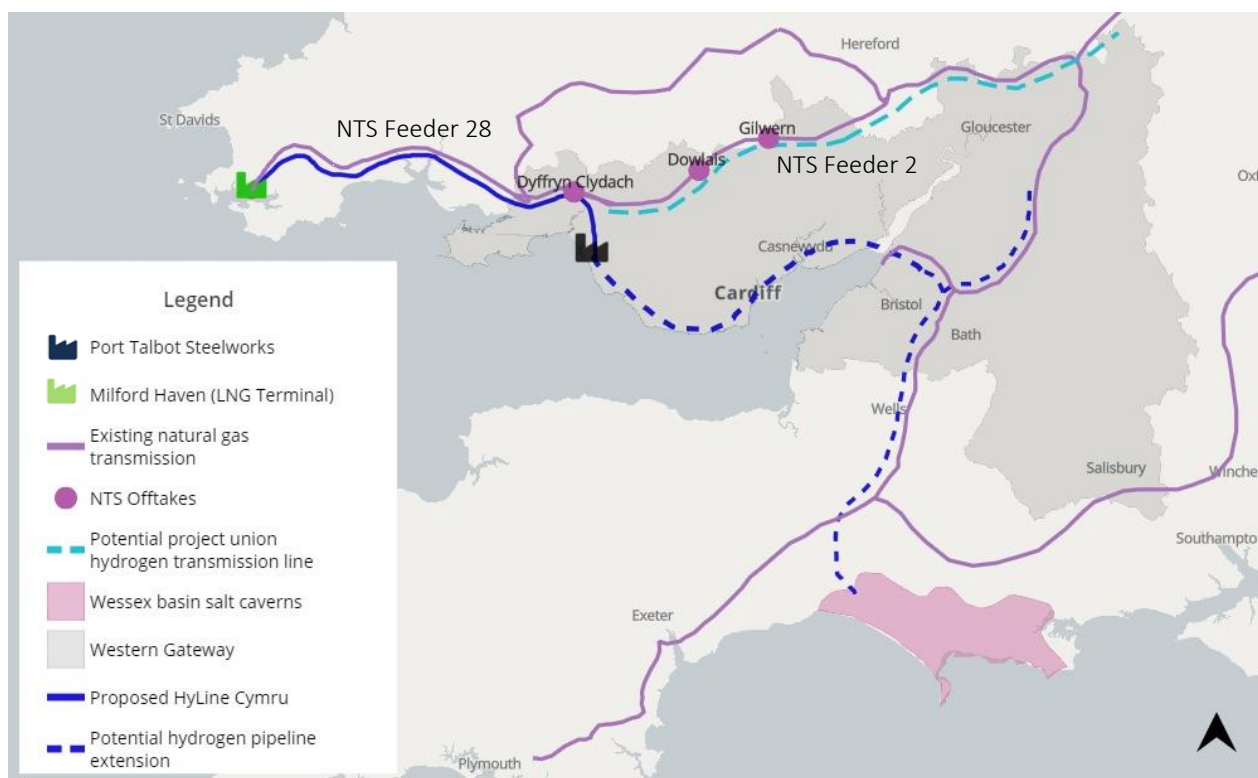 Hereford
St Davids
NTS Feeder 28
Gilwern
Gloucester
Dowlais
NTS Feeder 2
Dyffryn Clydach
Oxf
Casnewydd
Cardiff
Bristol
Bath
Wells
Salisbury
Winche
Southampto
Exeter
Plymouth
Legend
Port Talbot Steelworks
Milford Haven (LNG Terminal)
Existing natural gas
transmission
NTS Offtakes
Potential project union
hydrogen transmission line
Wessex basin salt caverns
Western Gateway
Proposed HyLine Cymru
Potential hydrogen pipeline
extension